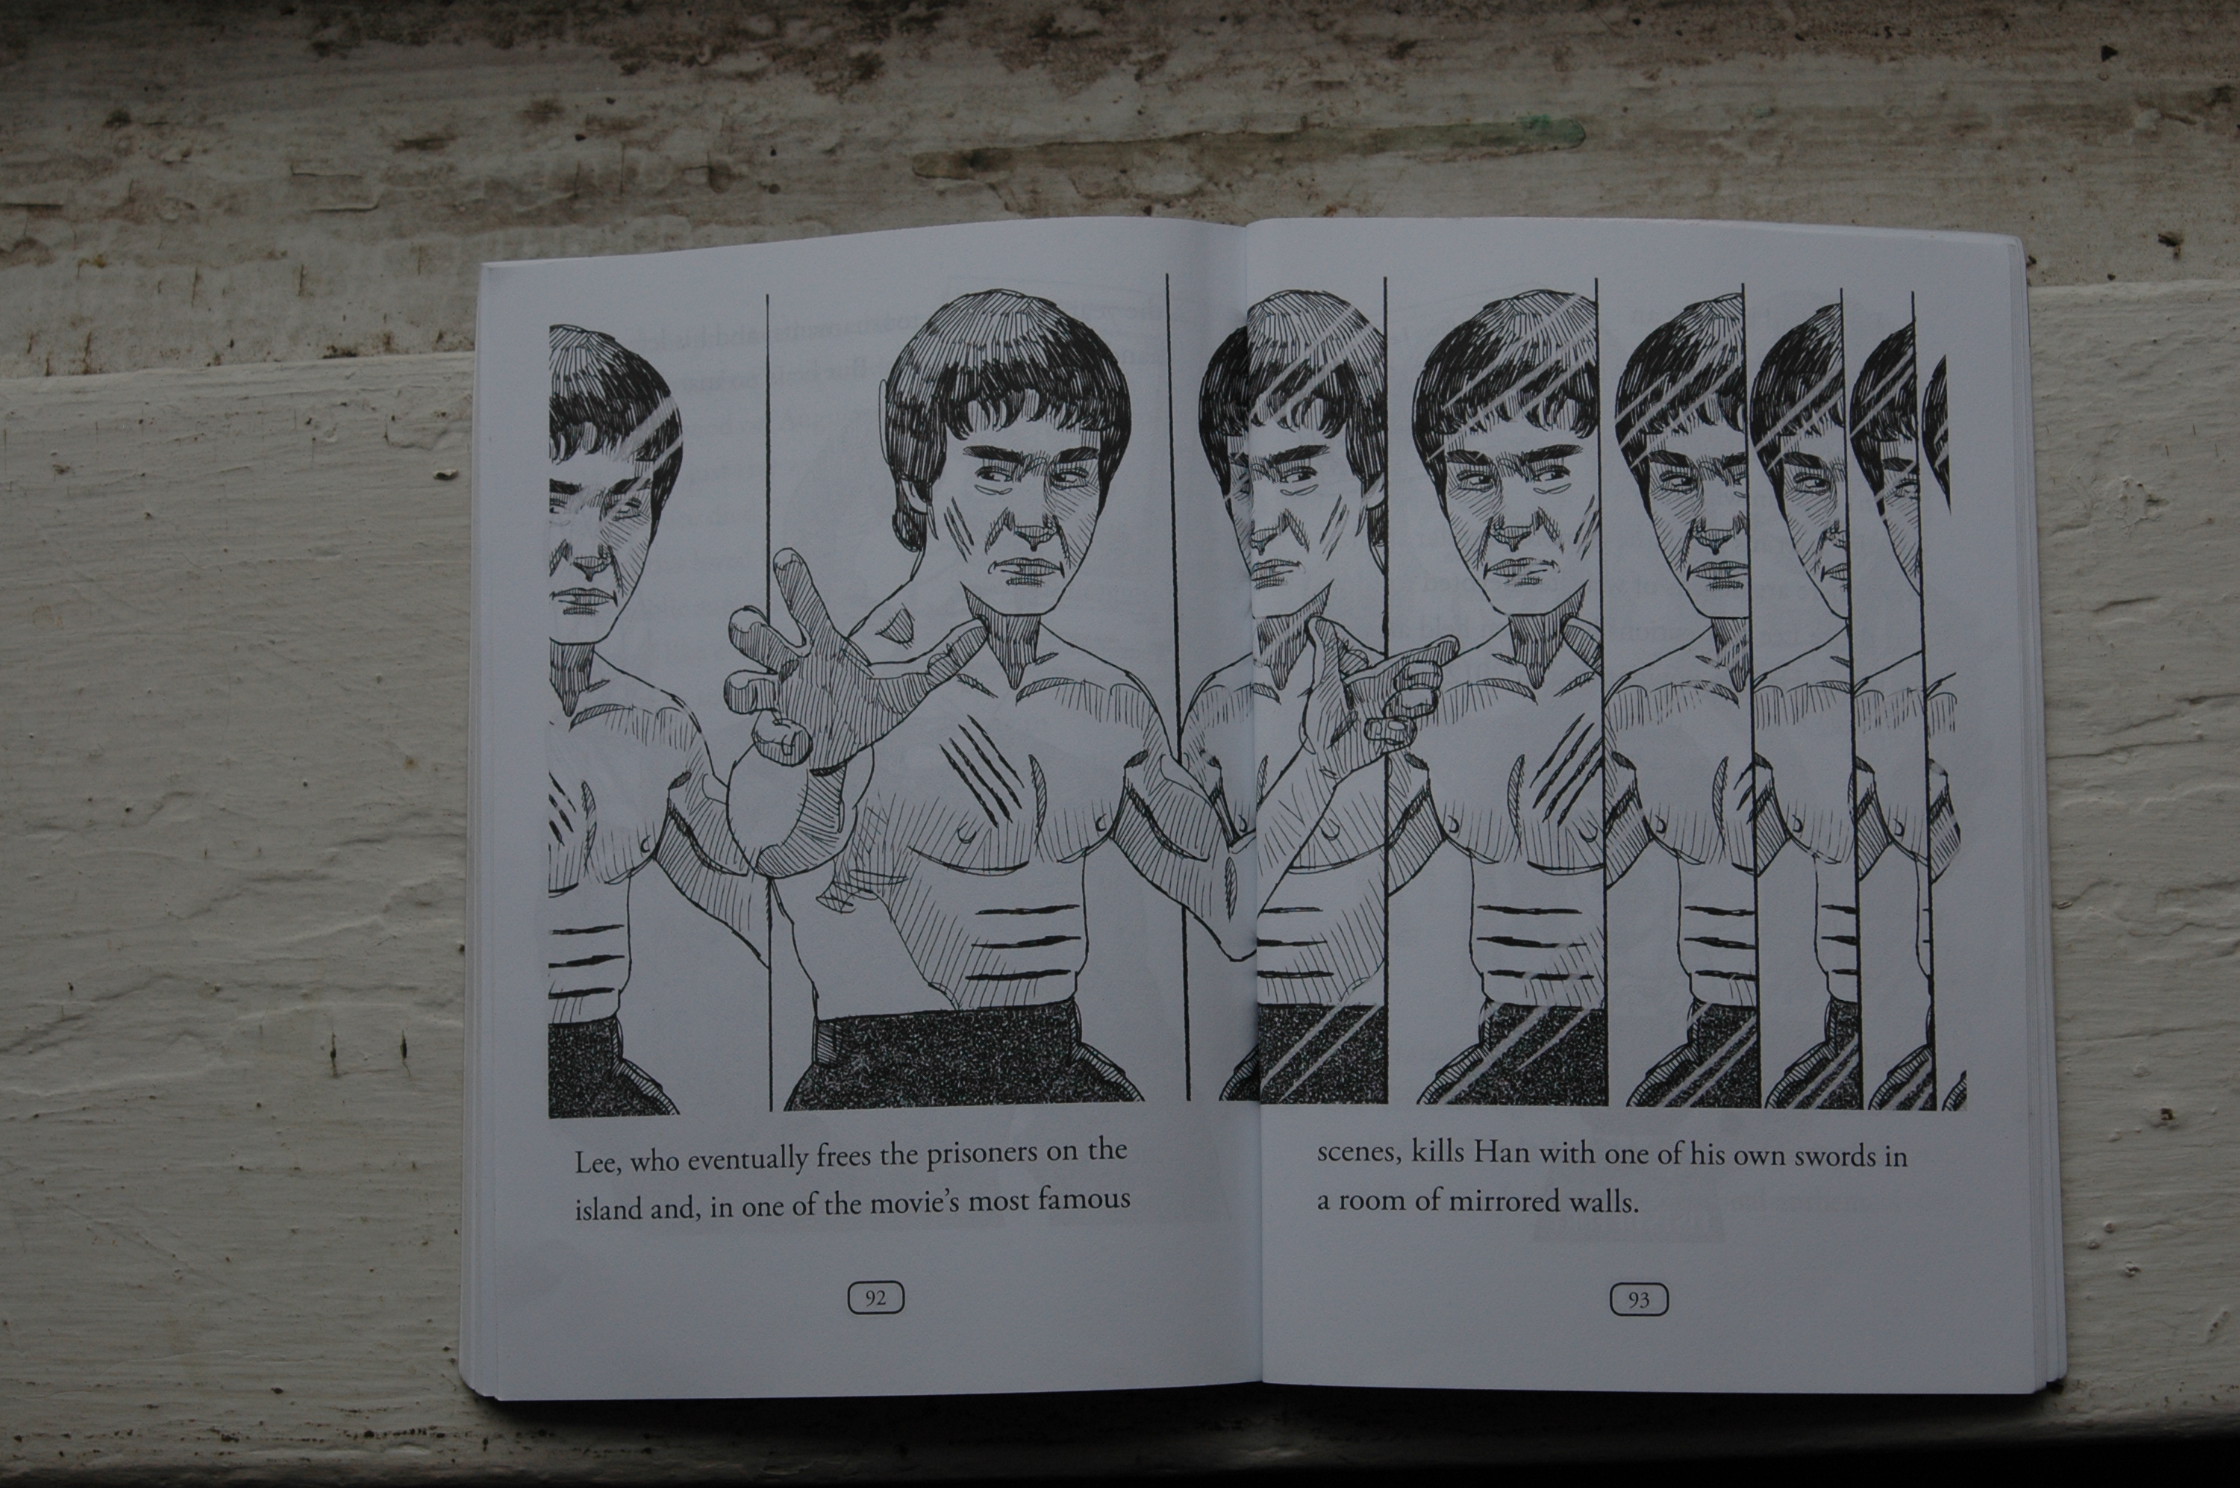 Lee, who eventually frees the prisoners on the
island and, in one of the movie's most famous
92
scenes, kills Han with one of his own swords in
a room of mirrored walls.
93